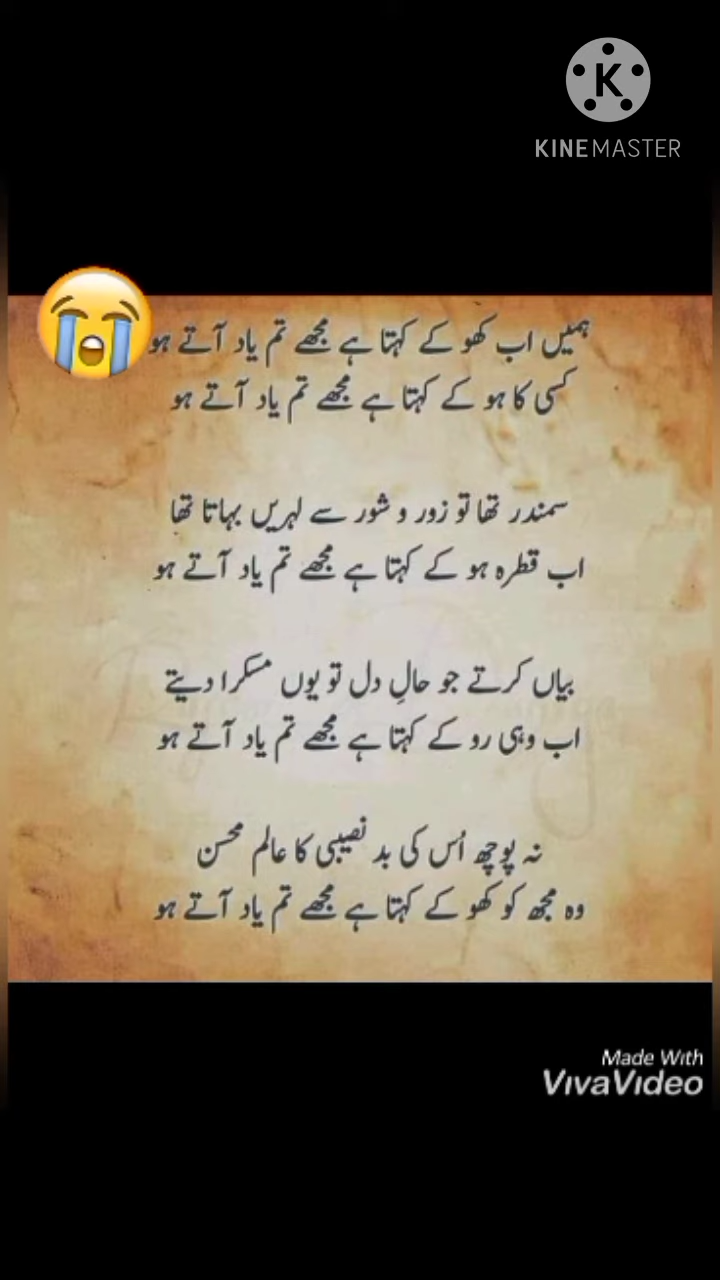 KINEMASTER
ہمیں اب کھو کے کہتا ہے مجھے تم یاد آتے ہو
کسی کا ہو کے کہتا ہے مجھے تم یاد آتے ہو
سمندر تھا تو زور و شور سے لہریں بہاتا تھا
اب قطرہ ہو کے کہتا ہے مجھے تم یاد آتے ہو
بیاں کرتے جو حالِ دل تو یوں مسکرا دیتے
اب وہی رو کے کہتا ہے مجھے تم یاد آتے ہو
نہ پوچھ اُس کی بد نصیبی کا عالم محسن
وہ مجھ کو کھو کے کہتا ہے مجھے تم یاد آتے ہو
Made With
VivaVideo